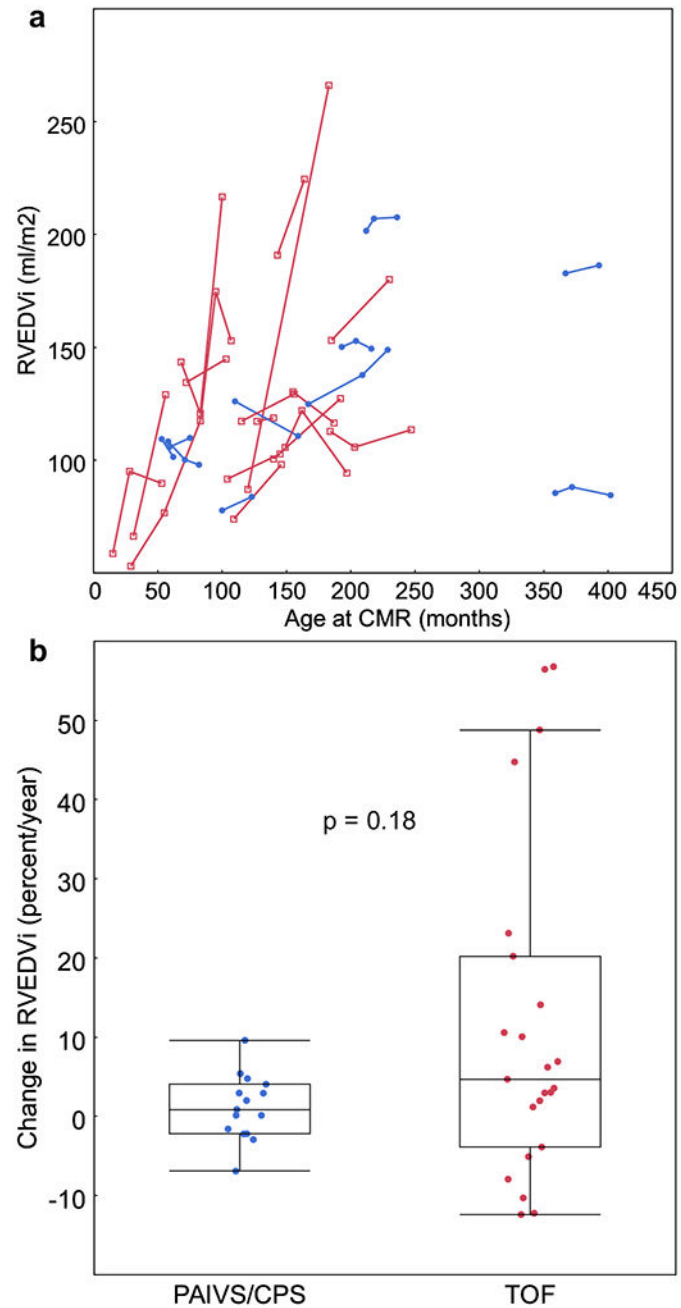 a
RVEDVi (ml/m2)
250
200
150
100
0 50 100 150 200 250 300 350 400 450
Age at CMR (months)
b
Change in RVEDVi (percent/year)
50
40
30
20
10
0
-10
p = 0.18
PAIVS/CPS TOF